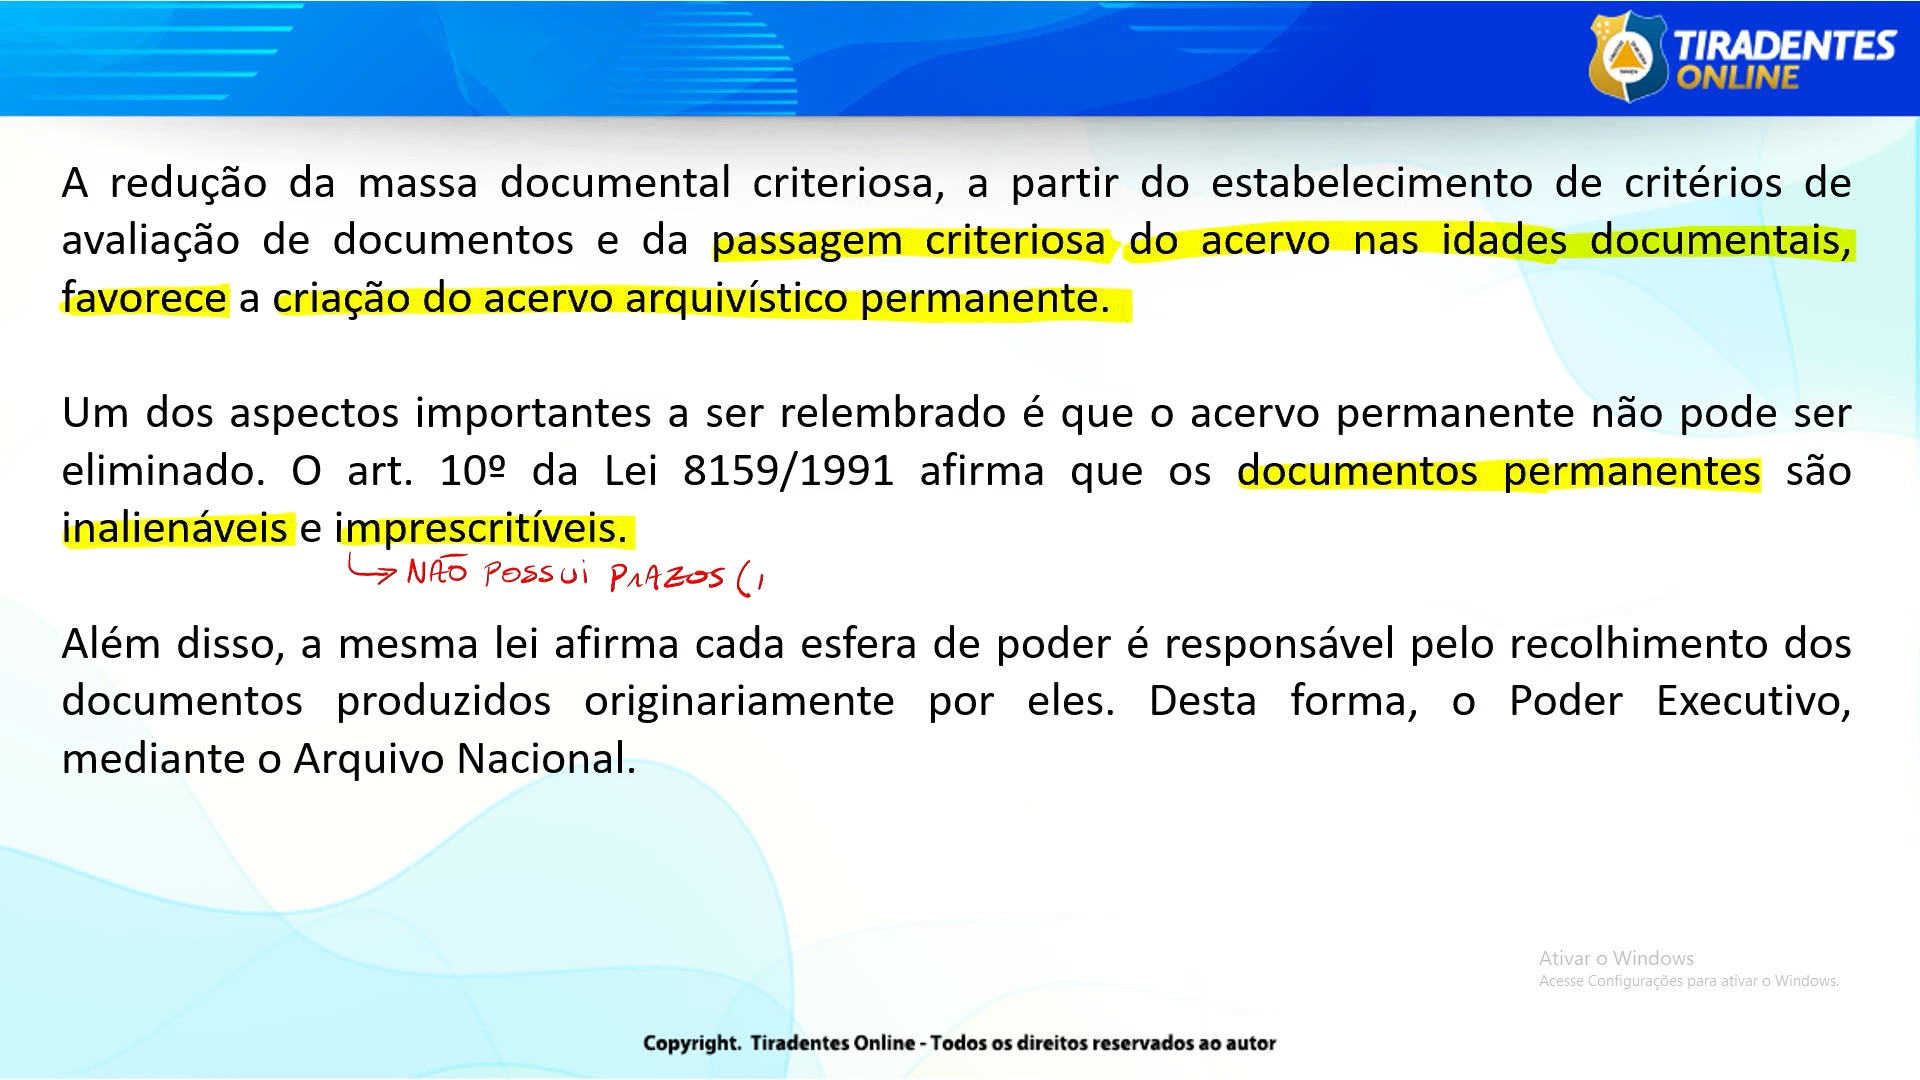 TIRADENTES
ONLINE
A redução da massa documental criteriosa, a partir do estabelecimento de critérios de
avaliação de documentos e da passagem criteriosa do acervo nas idades documentais,
favorece a criação do acervo arquivístico permanente.
Um dos aspectos importantes a ser relembrado é que o acervo permanente não pode ser
eliminado. O art. 10º da Lei 8159/1991 afirma que os documentos permanentes são
inalienáveis e imprescritíveis.
NÃO POSSUI PRAZOS (
Além disso, a mesma lei afirma cada esfera de poder é responsável pelo recolhimento dos
documentos produzidos originariamente por eles. Desta forma, o Poder Executivo,
mediante o Arquivo Nacional.
Ativar o Windows
Acesse Configurações para ativar o Windows.
Copyright. Tiradentes Online - Todos os direitos reservados ao autor